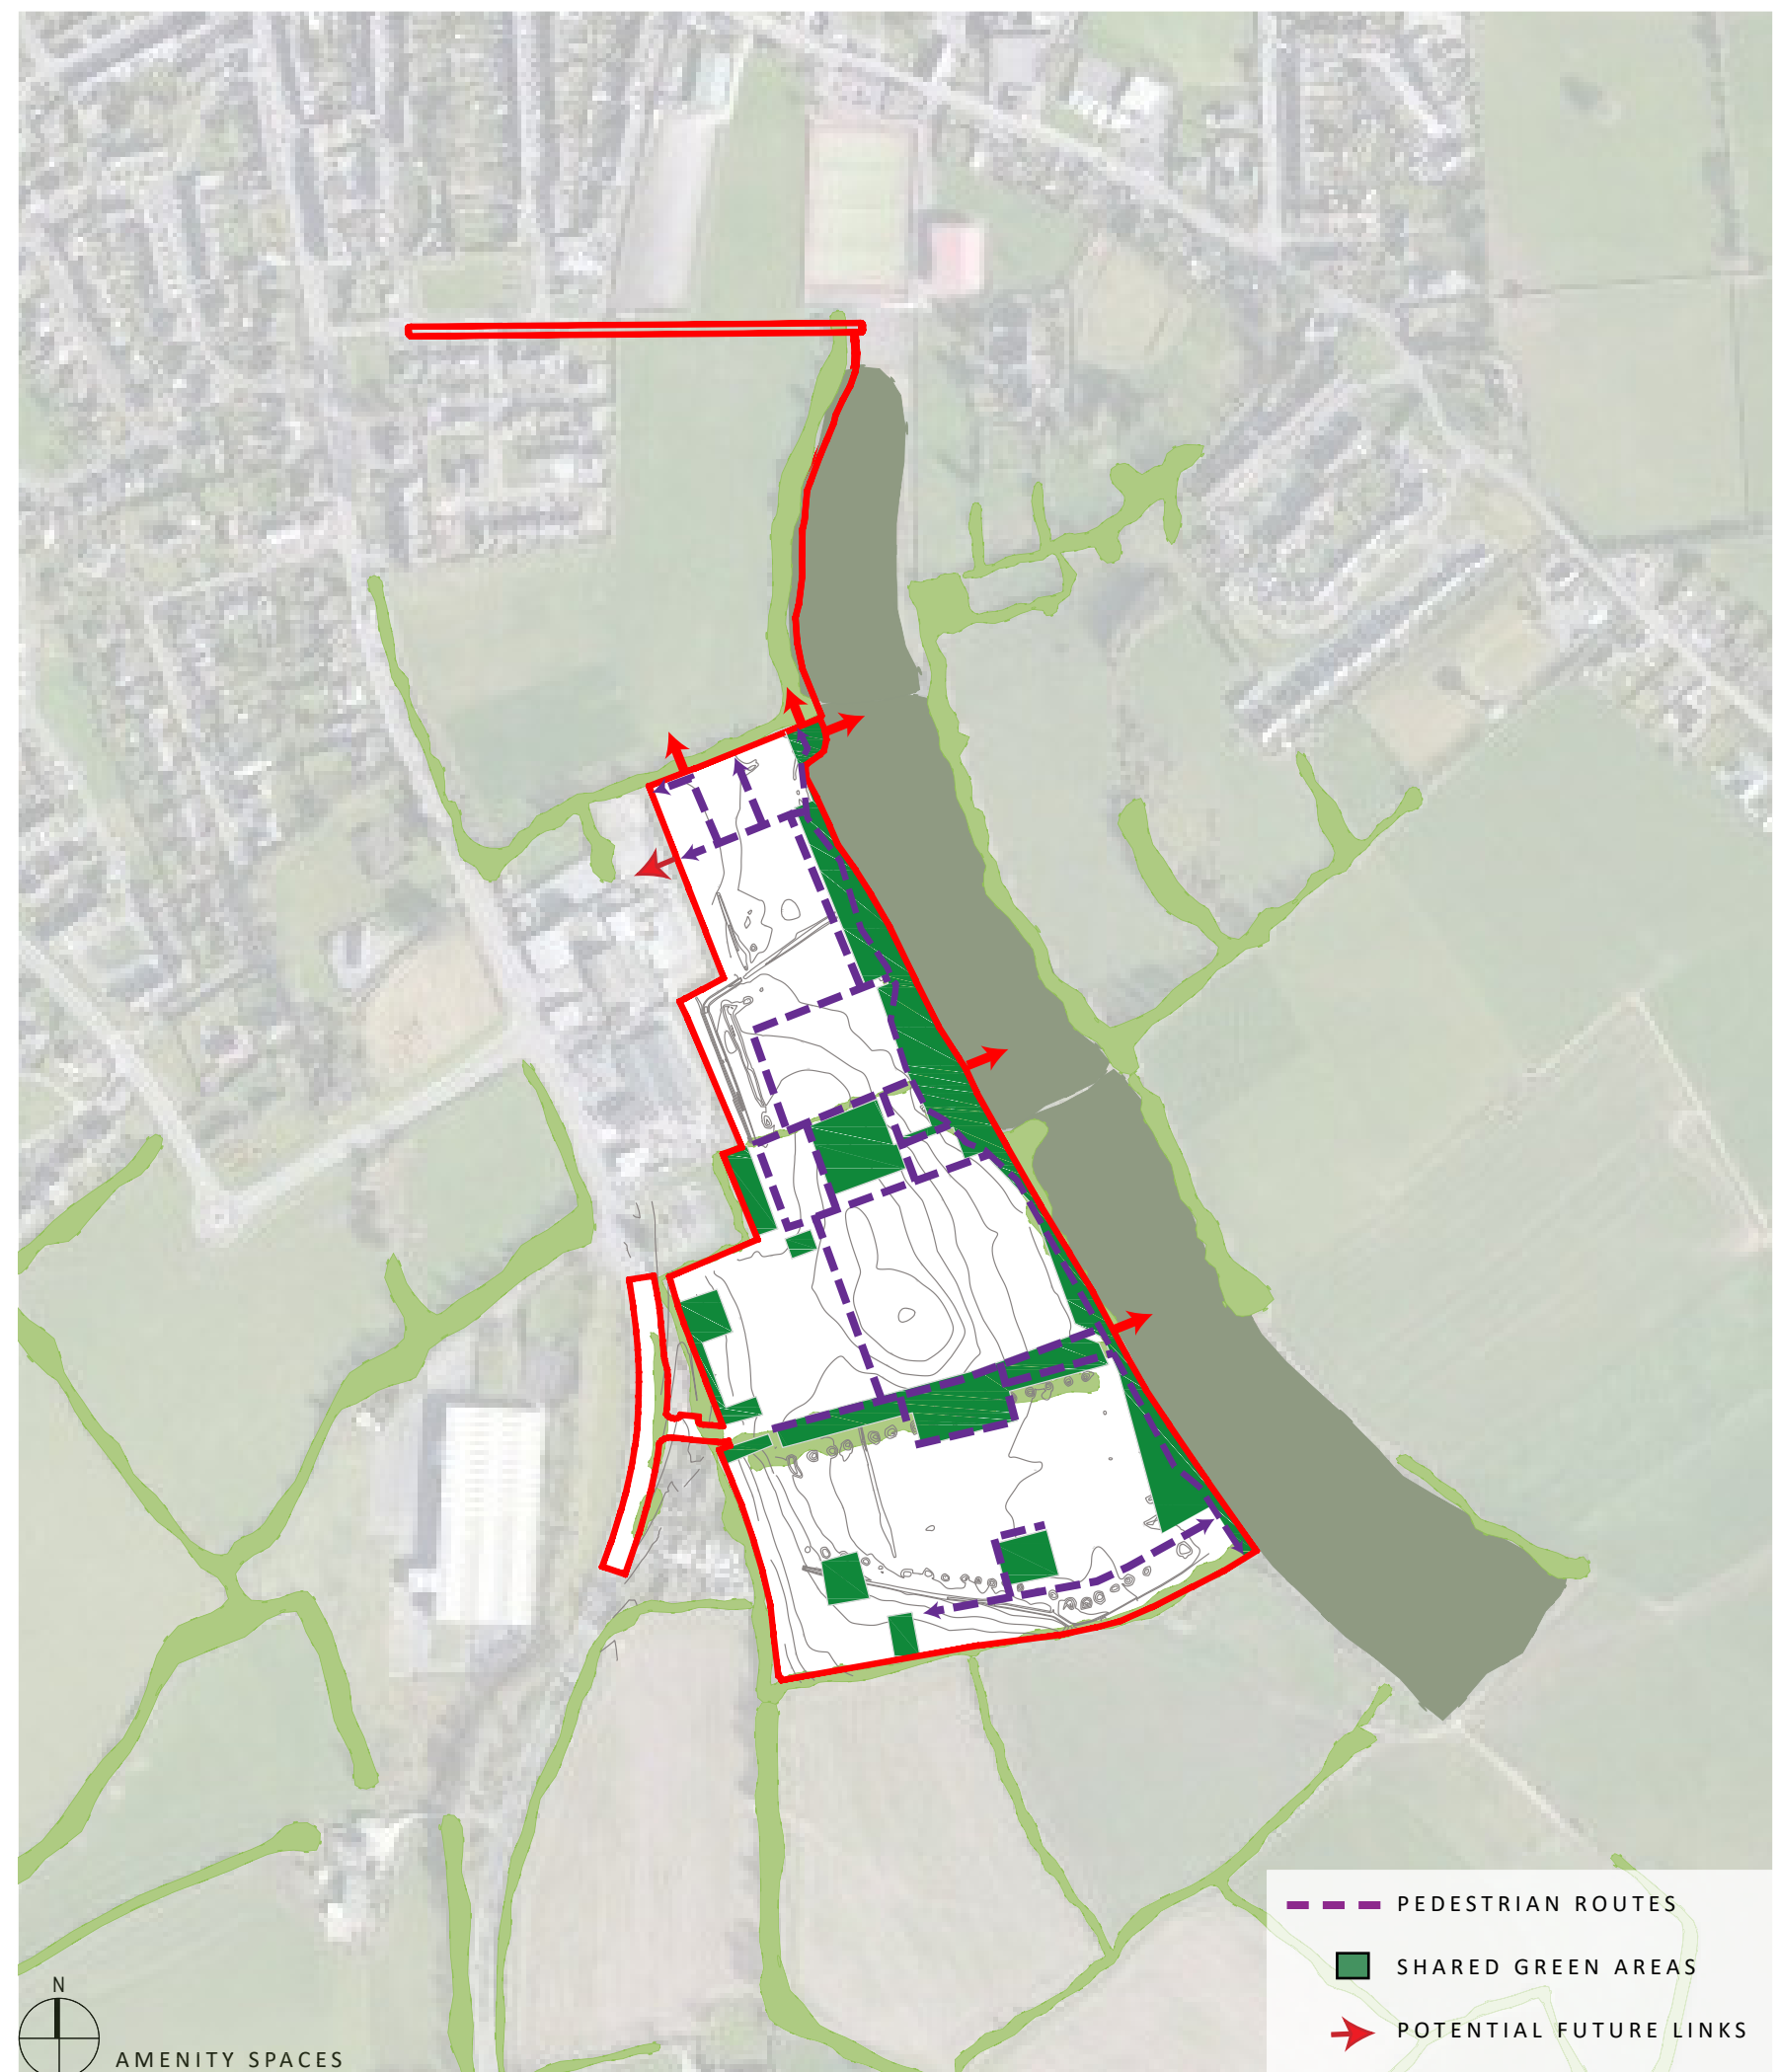 PEDESTRIAN ROUTES
SHARED GREEN AREAS
POTENTIAL FUTURE LINKS
N
AMENITY SPACES